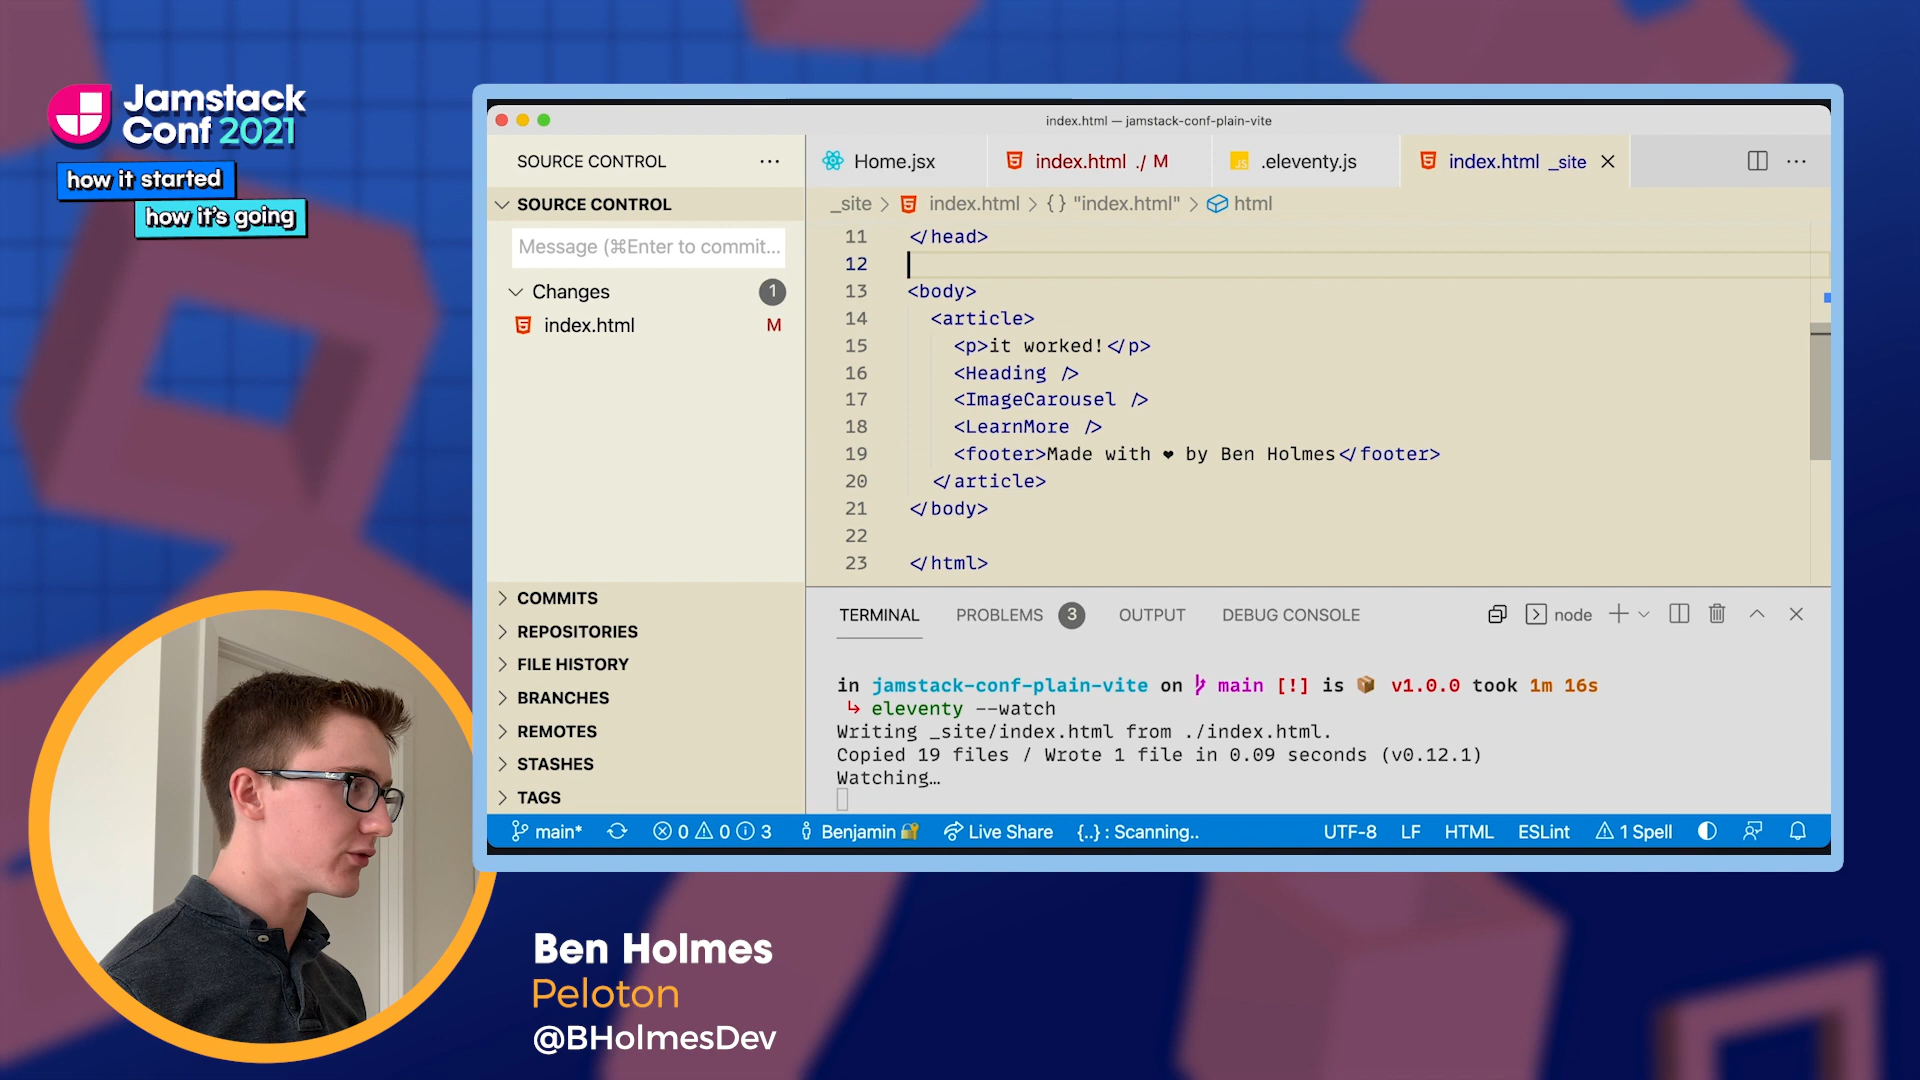 Jamstack
Conf 2021
how it started
how it's going
index.html — jamstack-conf-plain-vite
SOURCE CONTROL ...
Home.jsx
index.html ./ M
JS .eleventy.js
index.html _site
...
SOURCE CONTROL
_site > index.html > {} "index.html" > html
Message (⌘Enter to commit...
Changes 1
index.html M
11 </head>
12
13 <body>
14 <article>
15 <p>it worked!</p>
16 <Heading />
17 <ImageCarousel />
18 <LearnMore />
19 <footer>Made with ❤ by Ben Holmes</footer>
20 </article>
21 </body>
22
23 </html>
COMMITS
REPOSITORIES
FILE HISTORY
BRANCHES
REMOTES
STASHES
TAGS
TERMINAL PROBLEMS 3 OUTPUT DEBUG CONSOLE node
in jamstack-conf-plain-vite on main [!] is 📦 v1.0.0 took 1m 16s
↳ eleventy --watch
Writing _site/index.html from ./index.html.
Copied 19 files / Wrote 1 file in 0.09 seconds (v0.12.1)
Watching…
main* 0 0 3 Benjamin 🔐 Live Share {..} : Scanning.. UTF-8 LF HTML ESLint 1 Spell
Ben Holmes
Peloton
@BHolmesDev